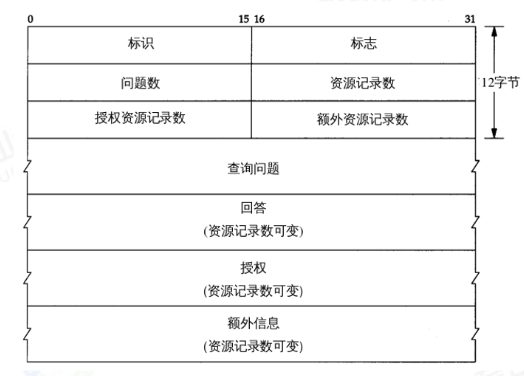 0 15 16 31
标识 标志
12字节
问题数 资源记录数
授权资源记录数 额外资源记录数
查询问题
回答
(资源记录数可变)
授权
(资源记录数可变)
额外信息
(资源记录数可变)